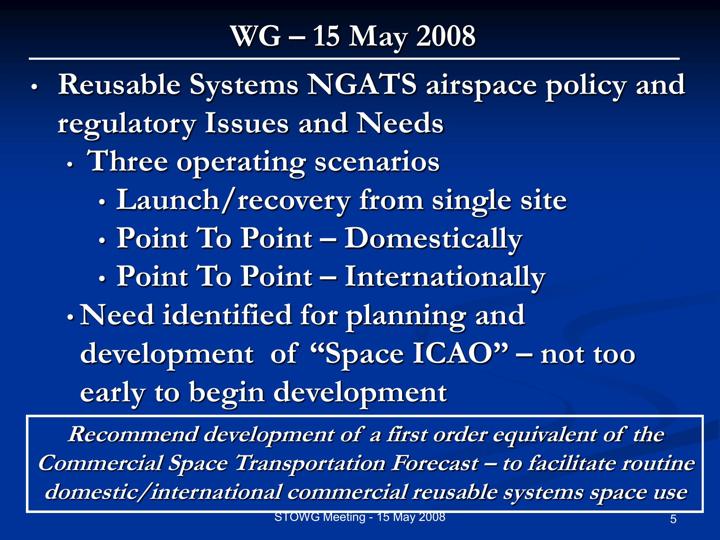 WG – 15 May 2008
• Reusable Systems NGATS airspace policy and
regulatory Issues and Needs
• Three operating scenarios
• Launch/recovery from single site
• Point To Point – Domestically
• Point To Point – Internationally
• Need identified for planning and
development of “Space ICAO” – not too
early to begin development
Recommend development of a first order equivalent of the
Commercial Space Transportation Forecast – to facilitate routine
domestic/international commercial reusable systems space use
STOWG Meeting - 15 May 2008
5